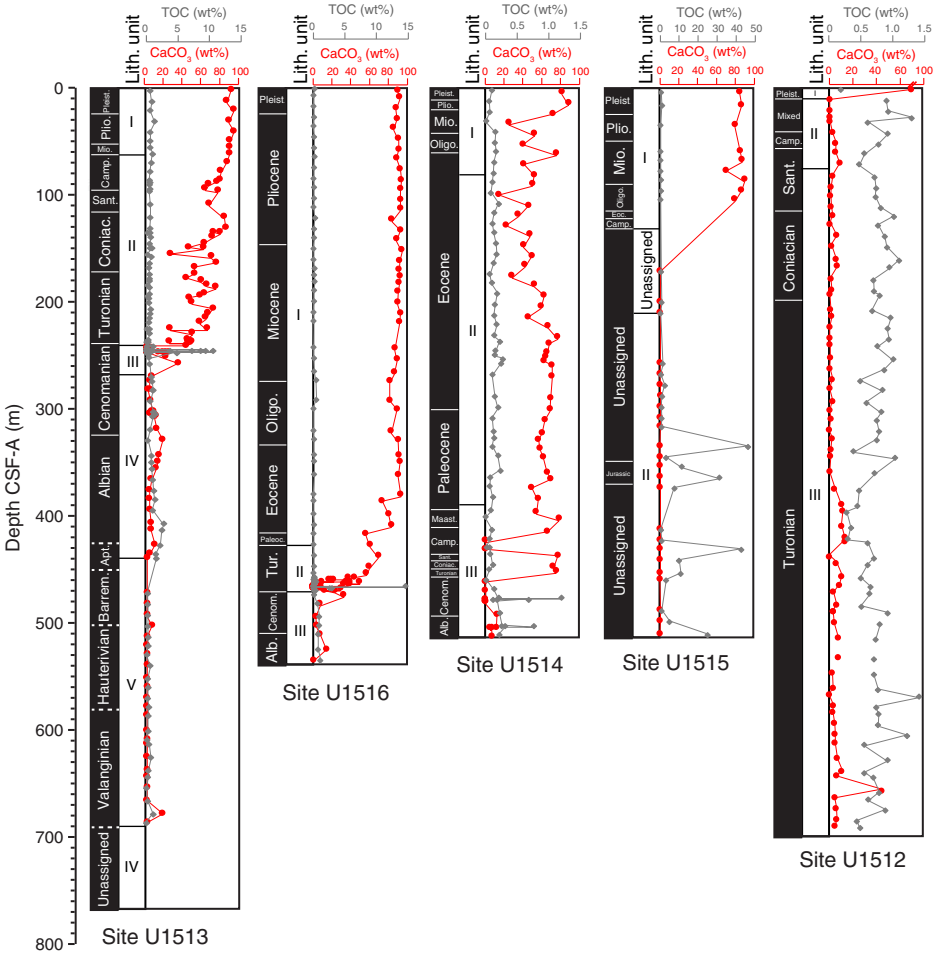 TOC (wt%)
0 5 10 15
CaCO3 (wt%)
0 20 40 60 80 100
Lith. unit
TOC (wt%)
0 5 10 15
CaCO3 (wt%)
0 20 40 60 80 100
Lith. unit
TOC (wt%)
0 0.5 1.0 1.5
CaCO3 (wt%)
0 20 40 60 80 100
Lith. unit
TOC (wt%)
0 10 20 30 40 50
CaCO3 (wt%)
0 20 40 60 80 100
Lith. unit
TOC (wt%)
0 0.5 1.0 1.5
CaCO3 (wt%)
0 20 40 60 80 100
Lith. unit
Depth CSF-A (m)
0
100
200
300
400
500
600
700
800
Pleist.
Plio.
Mio.
Camp.
Sant.
Coniac.
Turonian
Cenomanian
Albian
Apt.
Barrem.
Hauterivian
Valanginian
Unassigned
I
II
III
IV
V
IV
Site U1513
Pleist
Pliocene
Miocene
Oligo.
Eocene
Paleoc.
Tur.
Cenom.
Alb.
I
II
III
Site U1516
Pleist.
Plio.
Mio.
Oligo.
Eocene
Paleocene
Maast.
Camp.
Sant.
Coniac.
Turonian
Cenom.
Alb.
I
II
III
Site U1514
Pleist
Plio.
Mio.
Oligo.
Eoc.
Camp.
Unassigned
Jurassic
Unassigned
I
Unassigned
II
Site U1515
Pleist.
Mixed
Camp.
Sant.
Coniacian
Turonian
I
II
III
Site U1512